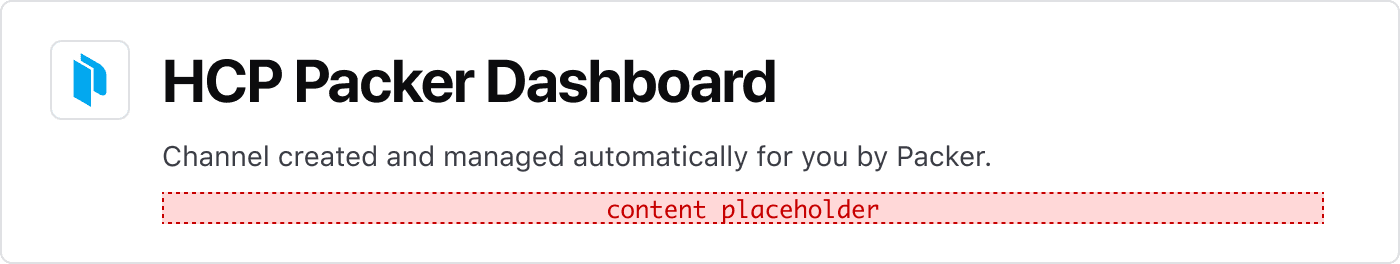 HCP Packer Dashboard
Channel created and managed automatically for you by Packer.
content placeholder